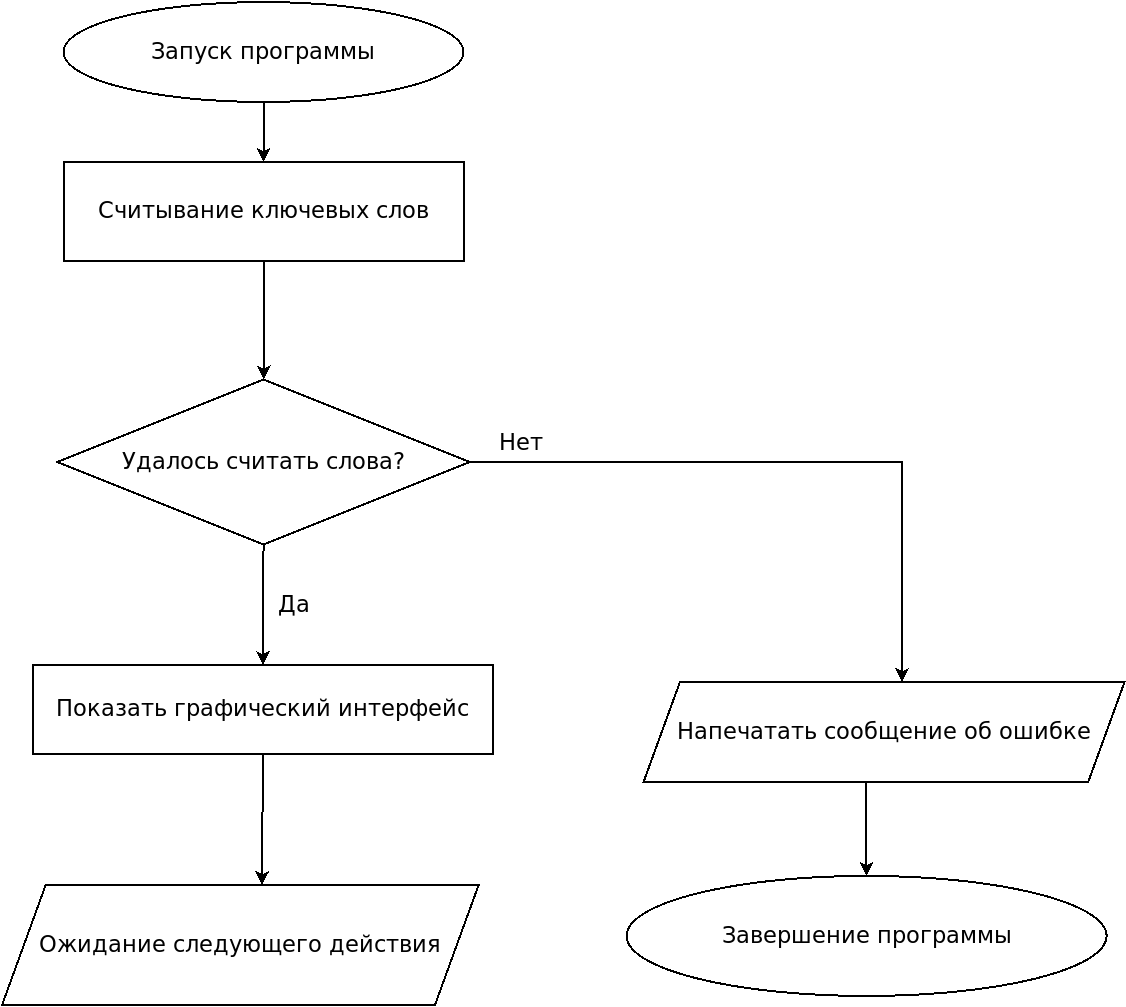 Запуск программы
Считывание ключевых слов
Удалось считать слова?
Нет
Да
Показать графический интерфейс
Напечатать сообщение об ошибке
Ожидание следующего действия
Завершение программы